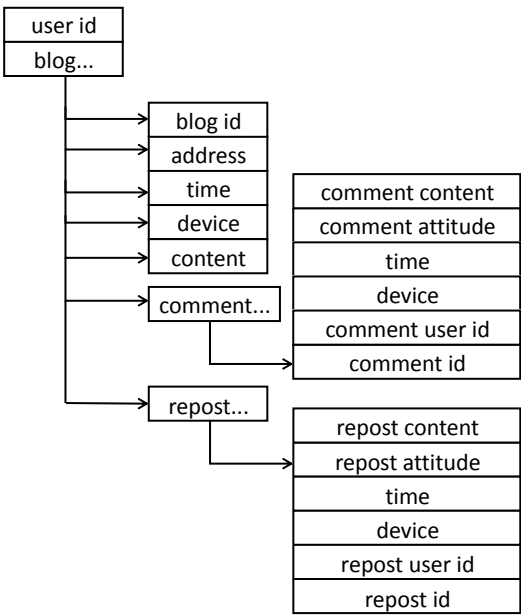 user id
blog...
blog id
address
time
device
content
comment...
comment content
comment attitude
time
device
comment user id
comment id
repost...
repost content
repost attitude
time
device
repost user id
repost id